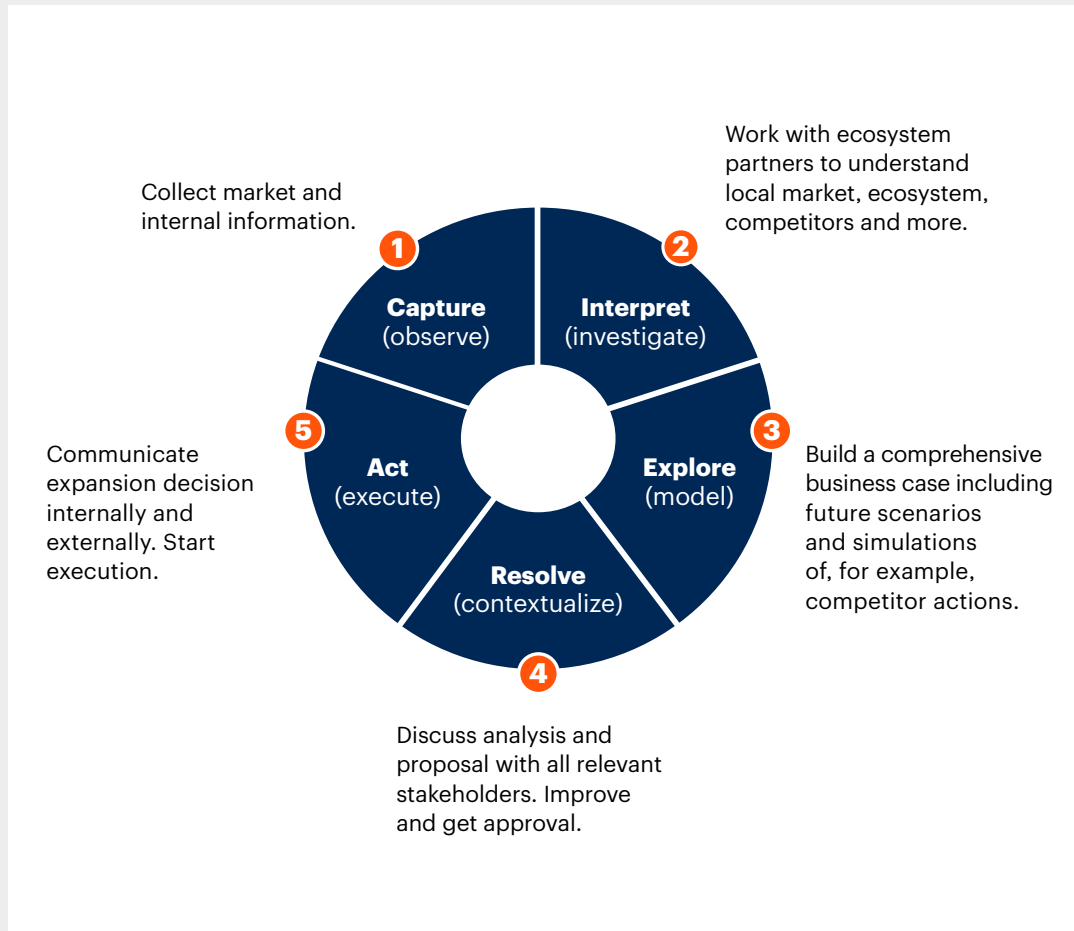 Collect market and
internal information.
1
Capture
(observe)
Work with ecosystem
partners to understand
local market, ecosystem,
competitors and more.
2
Interpret
(investigate)
3
Explore
(model)
Build a comprehensive
business case including
future scenarios
and simulations
of, for example,
competitor actions.
Resolve
(contextualize)
4
Discuss analysis and
proposal with all relevant
stakeholders. Improve
and get approval.
5
Act
(execute)
Communicate
expansion decision
internally and
externally. Start
execution.